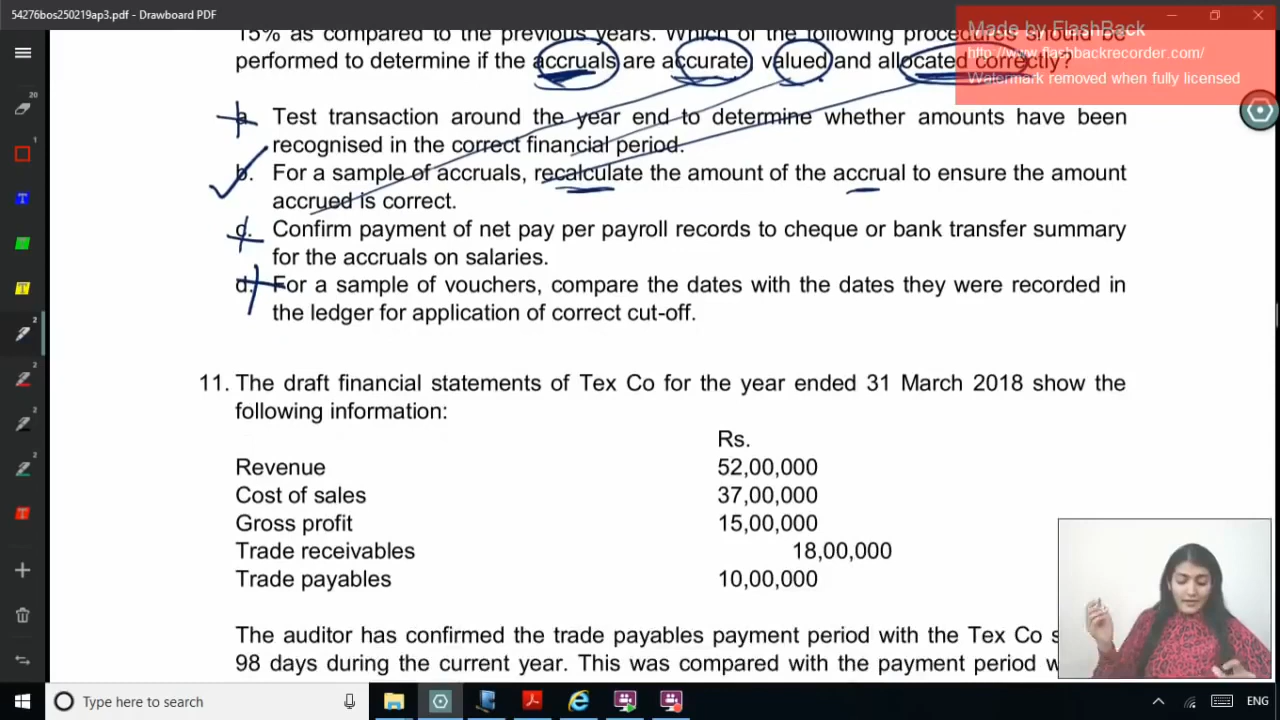 54276bos250219ap3.pdf - Drawboard PDF
Made by FlashBack
http://www.flashbackrecorder.com/
Watermark removed when fully licensed
15% as compared to the previous years. Which of the following procedures should be
performed to determine if the accruals are accurate, valued and allocated correctly?
a. Test transaction around the year end to determine whether amounts have been
recognised in the correct financial period.
b. For a sample of accruals, recalculate the amount of the accrual to ensure the amount
accrued is correct.
c. Confirm payment of net pay per payroll records to cheque or bank transfer summary
for the accruals on salaries.
d. For a sample of vouchers, compare the dates with the dates they were recorded in
the ledger for application of correct cut-off.
11. The draft financial statements of Tex Co for the year ended 31 March 2018 show the
following information:
Rs.
Revenue 52,00,000
Cost of sales 37,00,000
Gross profit 15,00,000
Trade receivables 18,00,000
Trade payables 10,00,000
The auditor has confirmed the trade payables payment period with the Tex Co
98 days during the current year. This was compared with the payment period
Type here to search
ENG